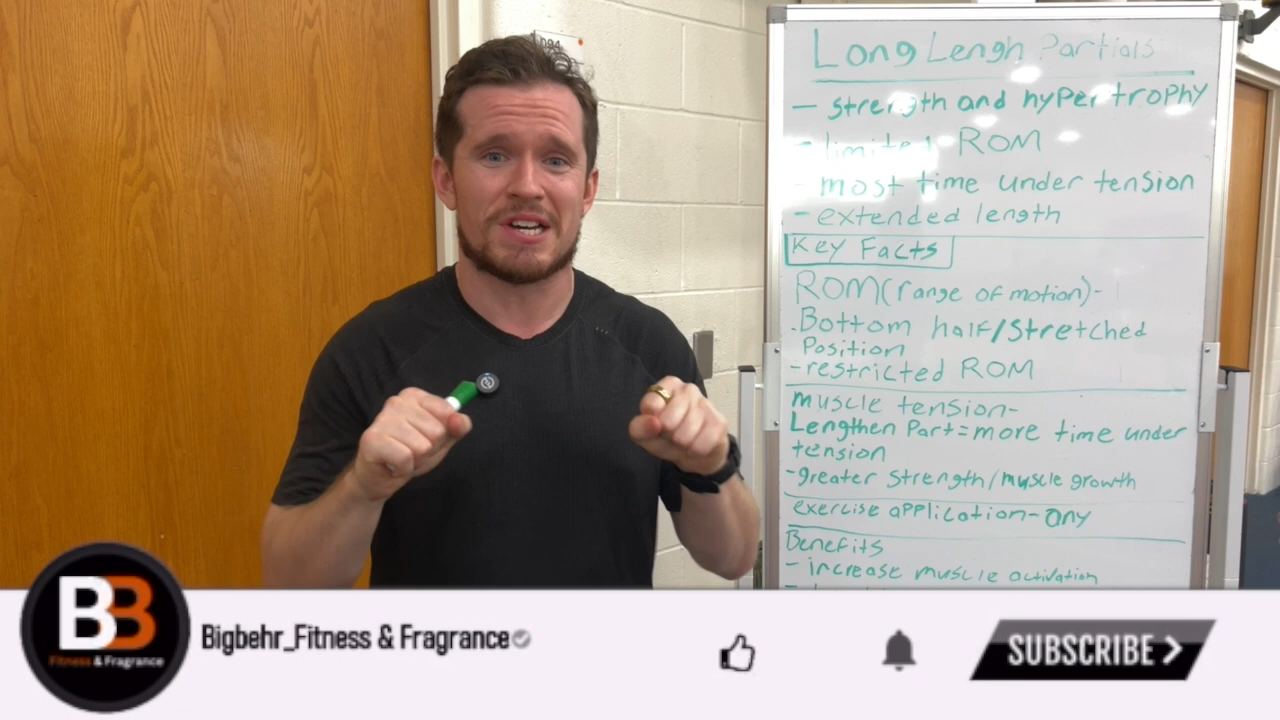 Long Lengh Partials
- strength and hypertrophy
- limited ROM
- most time under tension
- extended length
Key Facts
ROM(range of motion)-
.Bottom half/stretched
Position
-restricted ROM
muscle tension-
Lengthen Part=more time under
tension
-greater strength/muscle growth
exercise application-any
Benefits
- increase muscle activation
BB
Fitness & Fragrance
Bigbehr_Fitness & Fragrance
SUBSCRIBE >